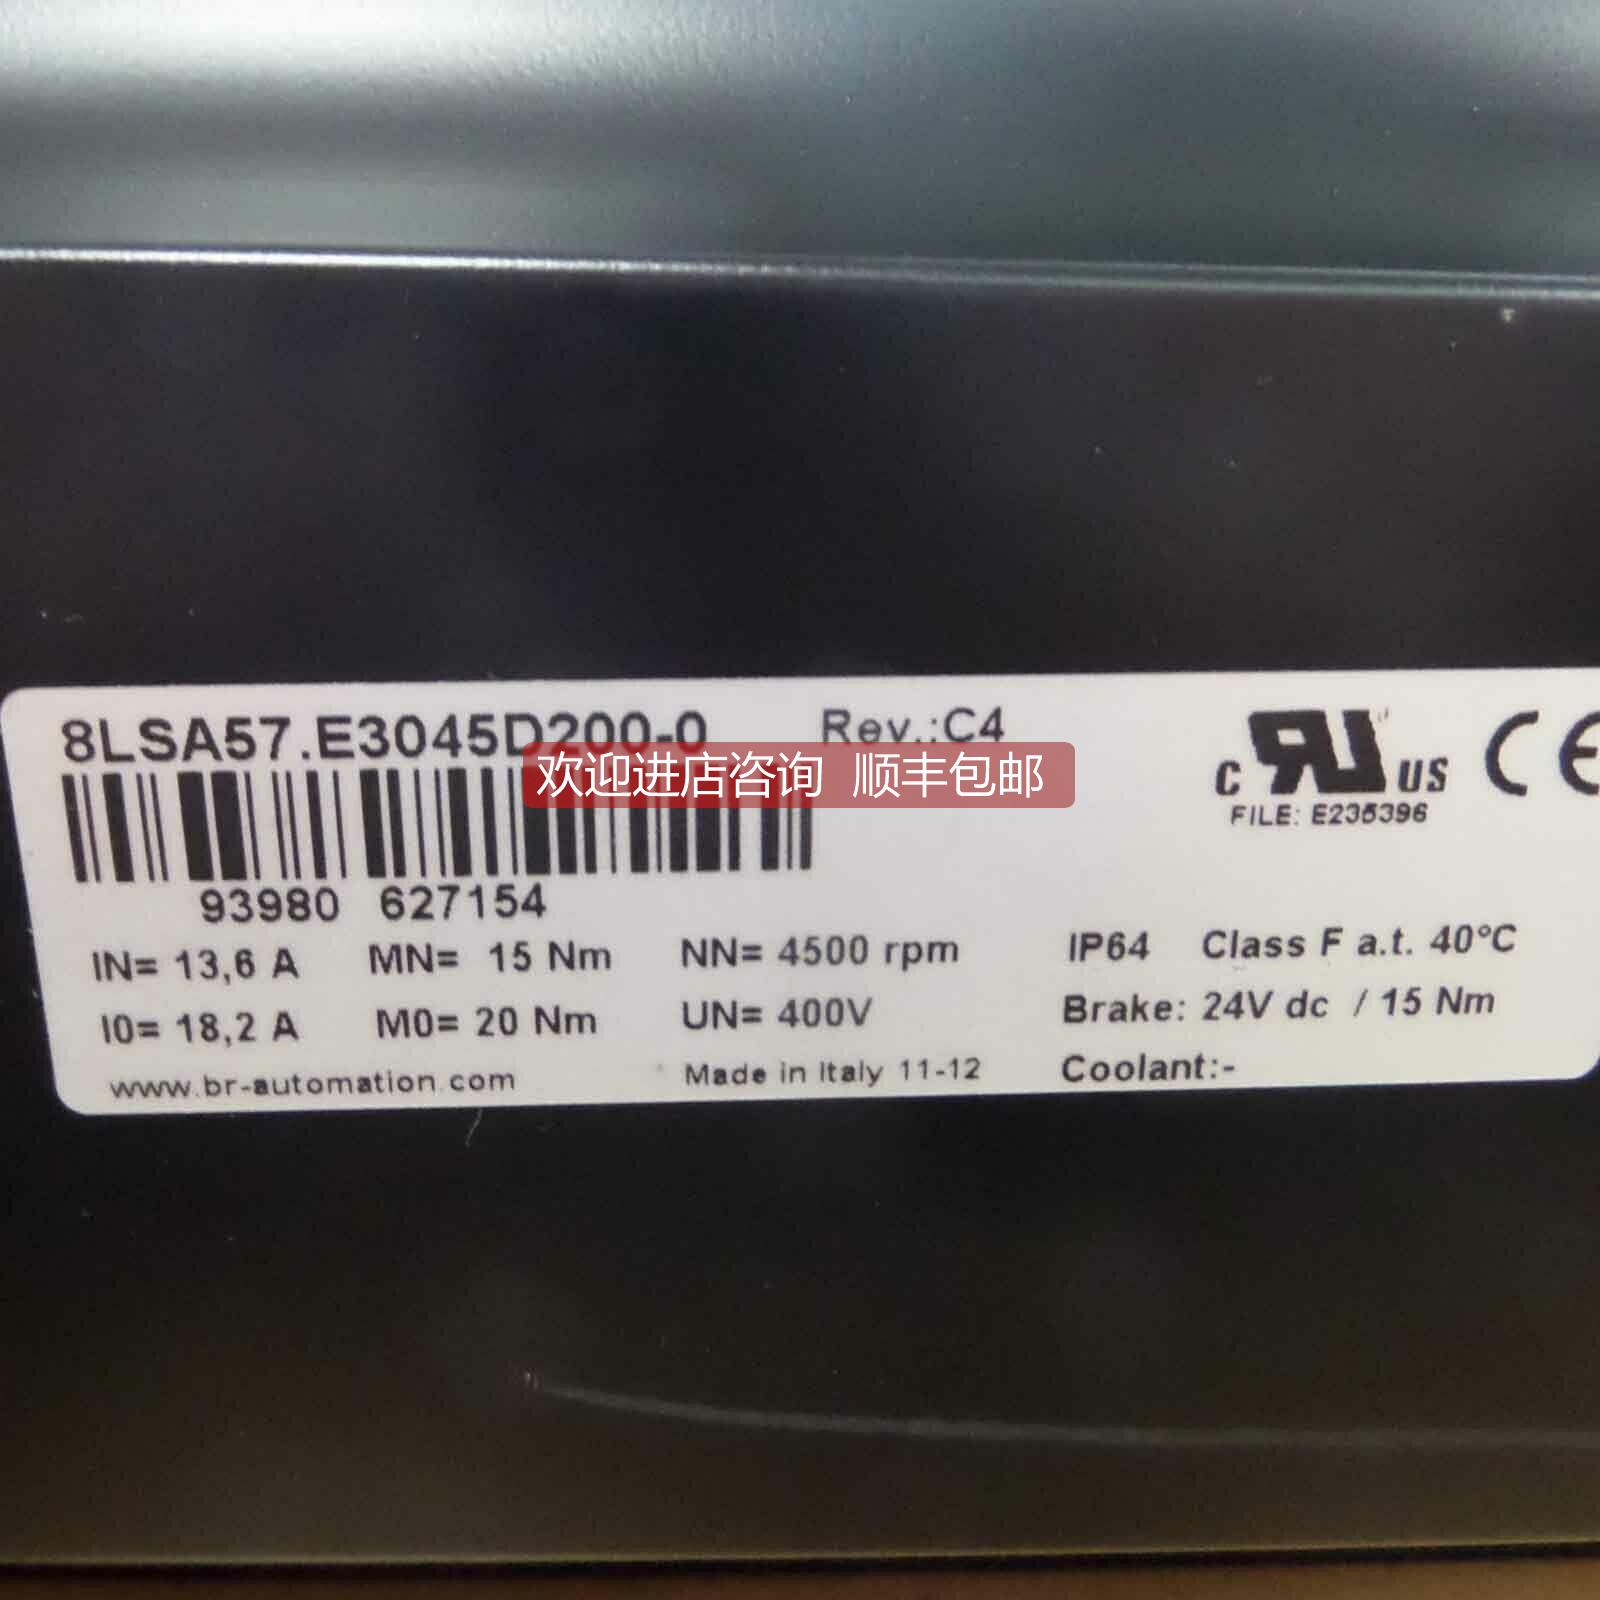 8LSA57.E3045D200-0 Rev.:C4
欢迎进店咨询 顺丰包邮
c RU US CE
FILE: E235396
93980 627154
IN= 13,6 A MN= 15 Nm NN= 4500 rpm IP64 Class F a.t. 40°C
I0= 18,2 A M0= 20 Nm UN= 400V Brake: 24V dc / 15 Nm
www.br-automation.com Made in Italy 11-12 Coolant:-